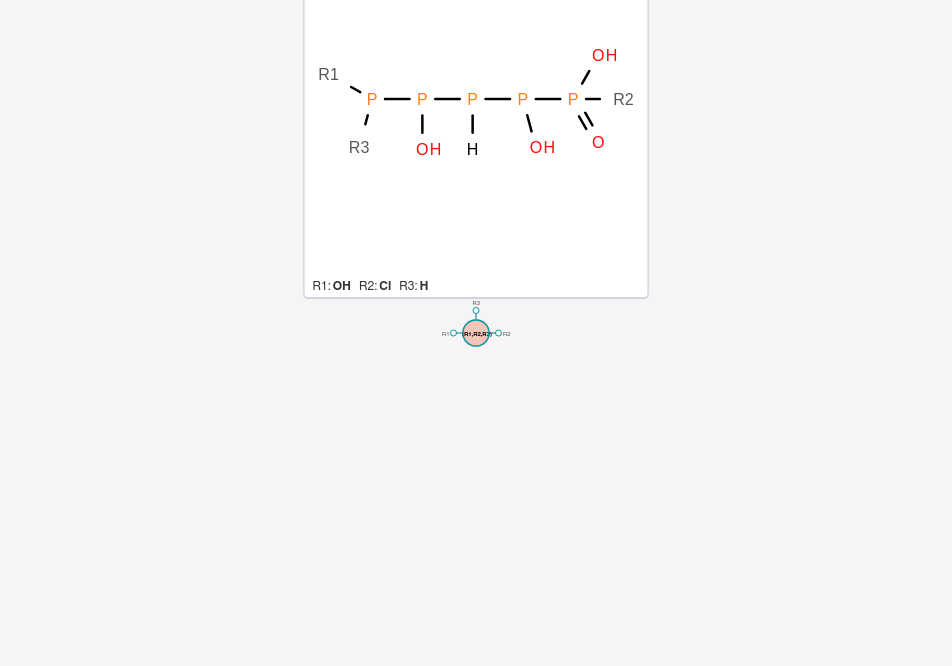 OH
R1
P P P P P R2
R3 OH H OH O
R1: OH R2: Cl R3: H
R3
R1 R1,R2,R3 R2